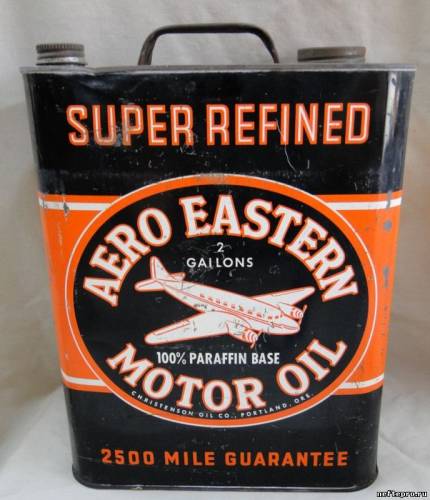 SUPER REFINED
AERO EASTERN
2
GALLONS
100% PARAFFIN BASE
MOTOR OIL
CHRISTENSON OIL CO., PORTLAND, ORE.
2500 MILE GUARANTEE
neftepro.ru